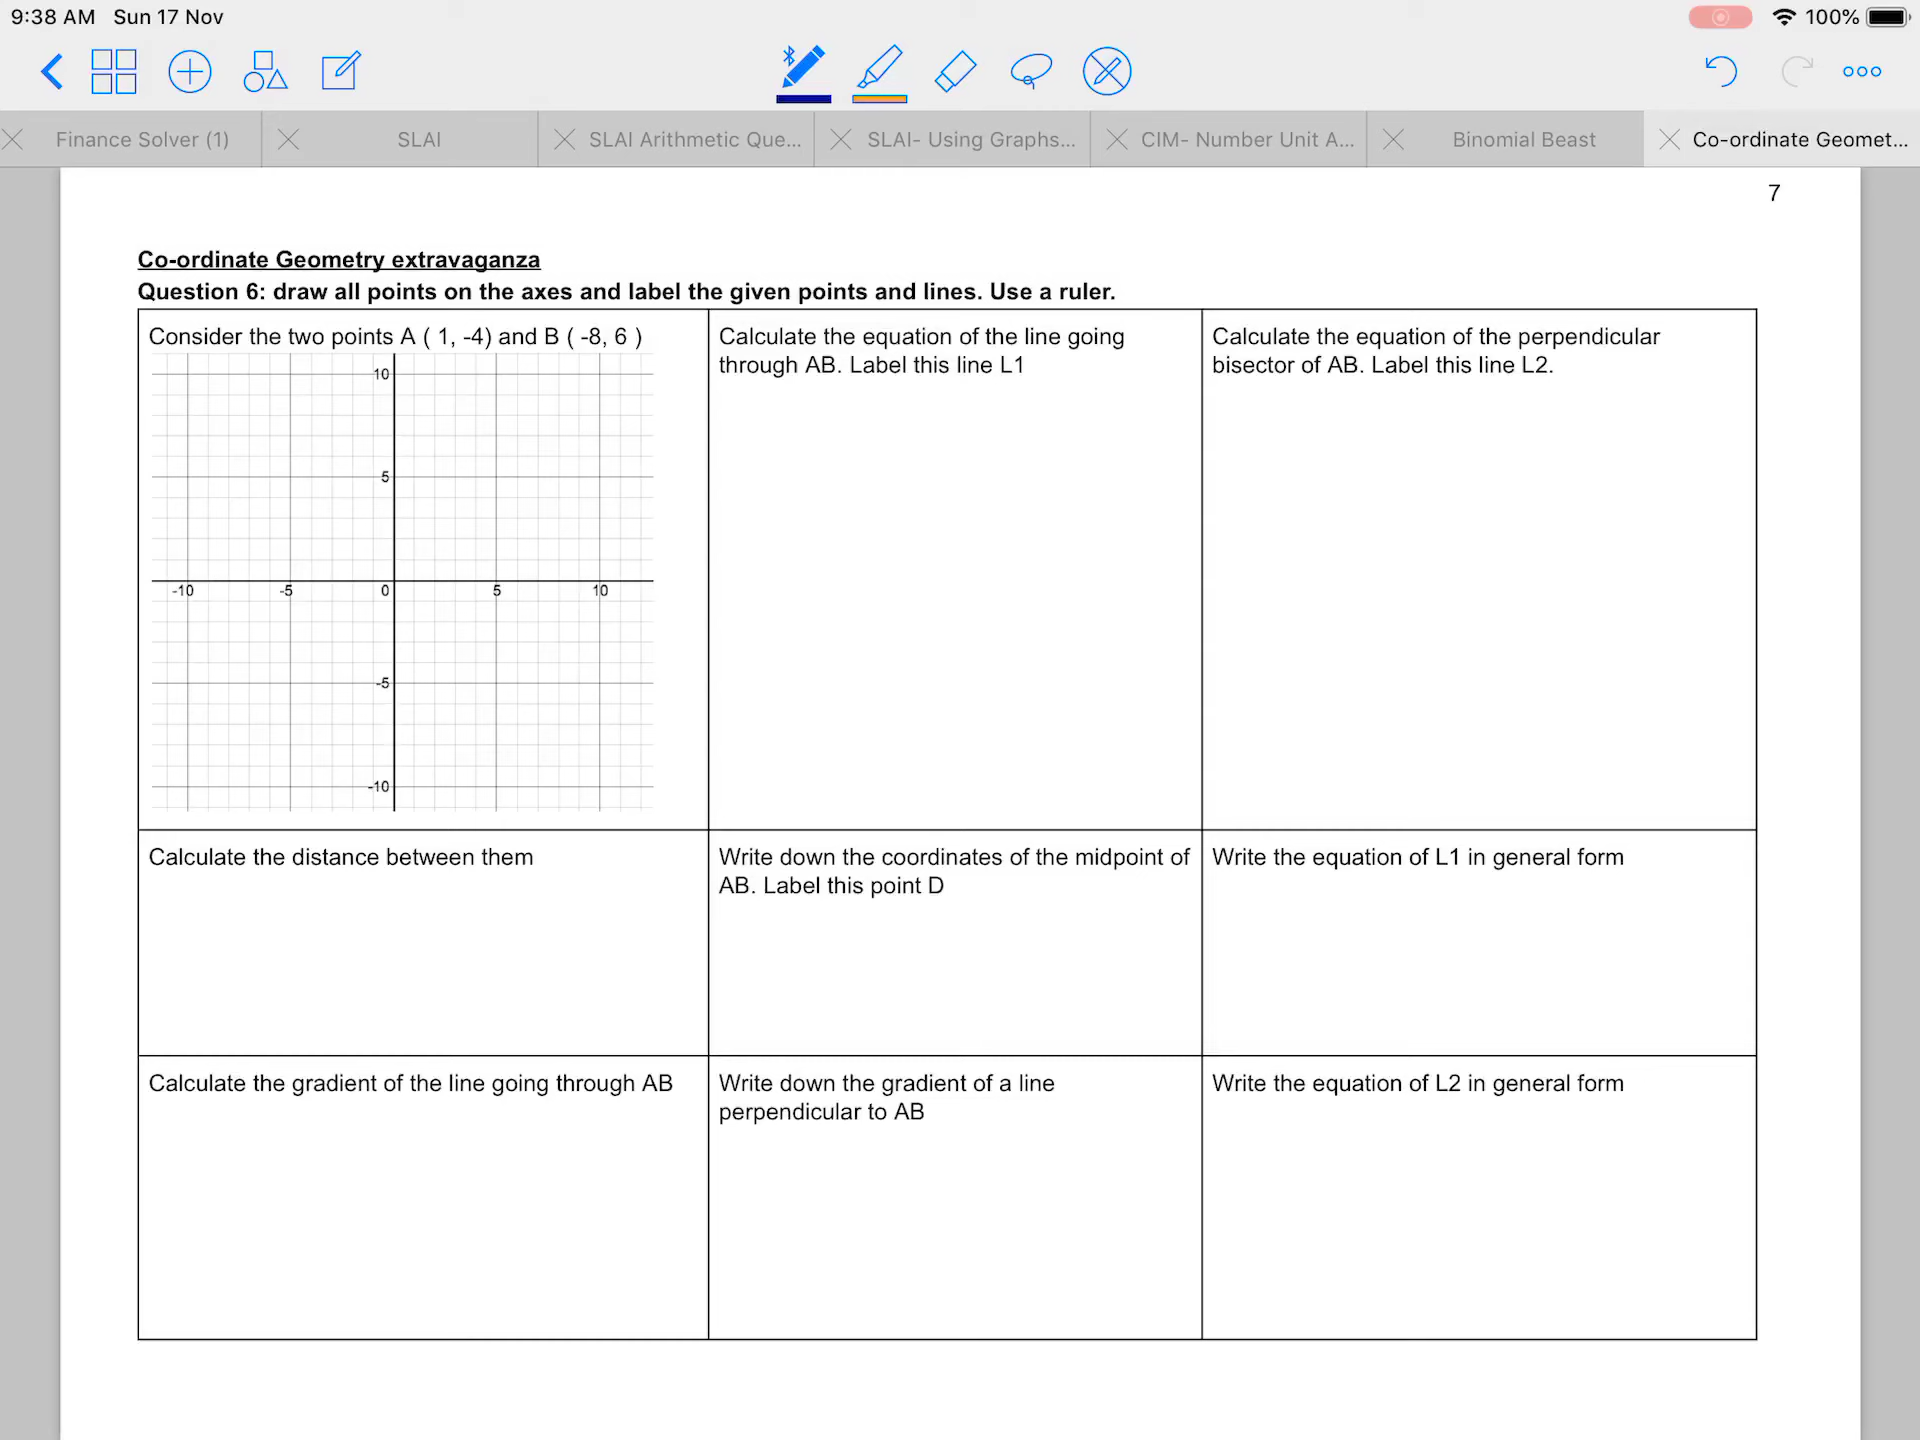 9:38 AM Sun 17 Nov
100%
Finance Solver (1)
SLAI
SLAI Arithmetic Que...
SLAI- Using Graphs...
CIM- Number Unit A...
Binomial Beast
Co-ordinate Geomet...
7
Co-ordinate Geometry extravaganza
Question 6: draw all points on the axes and label the given points and lines. Use a ruler.
Consider the two points A ( 1, -4) and B ( -8, 6 )
10
5
-10 -5 0 5 10
-5
-10
Calculate the equation of the line going
through AB. Label this line L1
Calculate the equation of the perpendicular
bisector of AB. Label this line L2.
Calculate the distance between them
Write down the coordinates of the midpoint of
AB. Label this point D
Write the equation of L1 in general form
Calculate the gradient of the line going through AB
Write down the gradient of a line
perpendicular to AB
Write the equation of L2 in general form